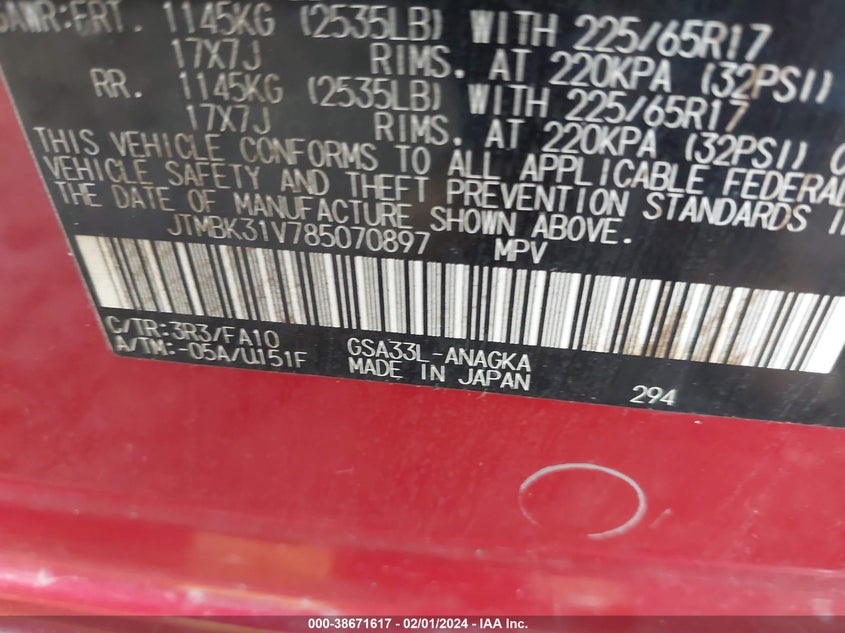 GAWR:FRT. 1145KG (2535LB) WITH 225/65R17
17X7J RIMS. AT 220KPA (32PSI)
RR. 1145KG (2535LB) WITH 225/65R17
17X7J RIMS. AT 220KPA (32PSI)
THIS VEHICLE CONFORMS TO ALL APPLICABLE FEDERAL
VEHICLE SAFETY AND THEFT PREVENTION STANDARDS
THE DATE OF MANUFACTURE SHOWN ABOVE.
JTMBK31V785070897 MPV
C/TR:3R3/FA10 GSA33L-ANAGKA
A/TM:-05A/U151F MADE IN JAPAN 294
000-38671617 - 02/01/2024 - IAA Inc.